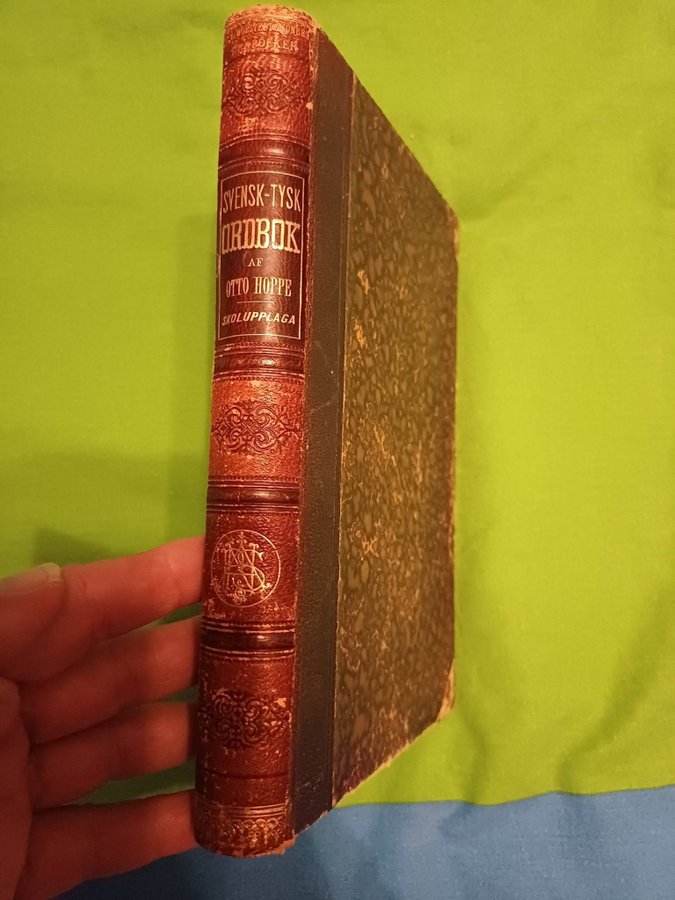 SVENSK-TYSK
ORDBOK
AF
OTTO HOPPE
SKOLUPPLAGA